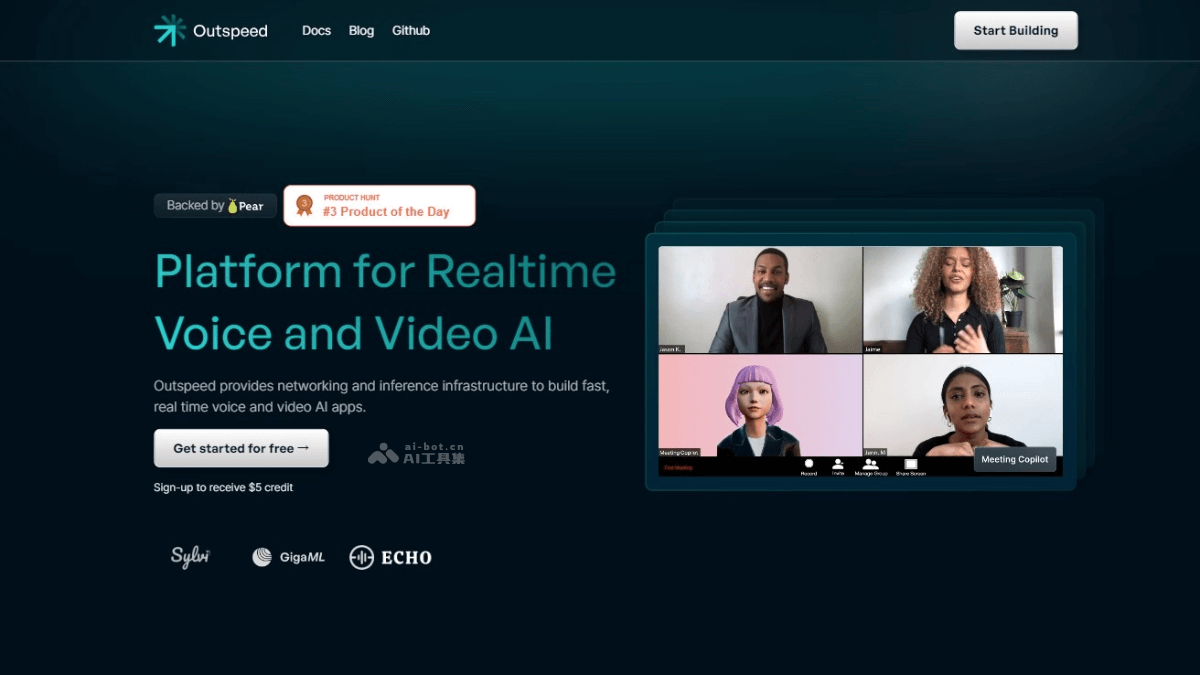 Outspeed
Docs
Blog
Github
Start Building
Backed by Pear
PRODUCT HUNT
3
#3 Product of the Day
Platform for Realtime
Voice and Video AI
Outspeed provides networking and inference infrastructure to build fast,
real time voice and video AI apps.
Get started for free →
ai-bot.cn
AI工具集
Sign-up to receive $5 credit
Sylvi
GigaML
ECHO
Jason K.
Jaime
MeetingCopilot
Jenn. M
Record
Invite
Manage Group
Share Screen
Meeting Copilot